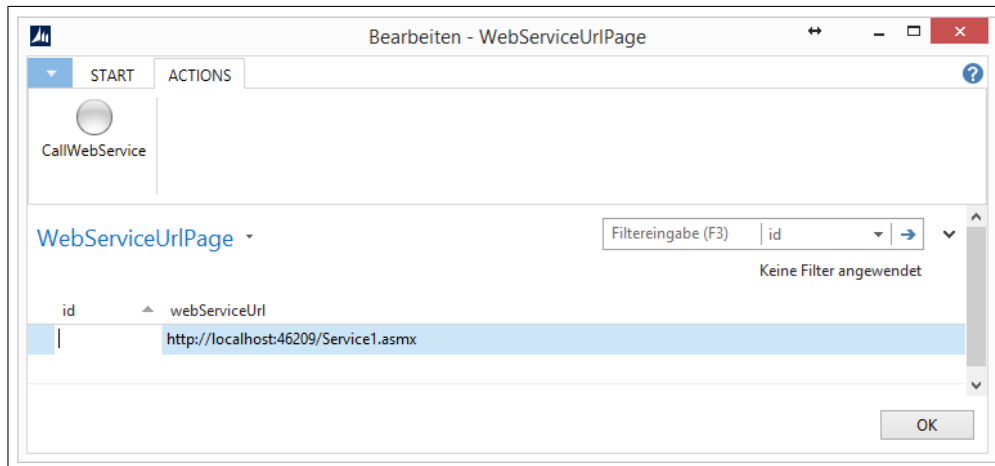 Bearbeiten - WebServiceUrlPage
START ACTIONS
CallWebService
WebServiceUrlPage
Filtereingabe (F3) id
Keine Filter angewendet
id webServiceUrl
http://localhost:46209/Service1.asmx
OK